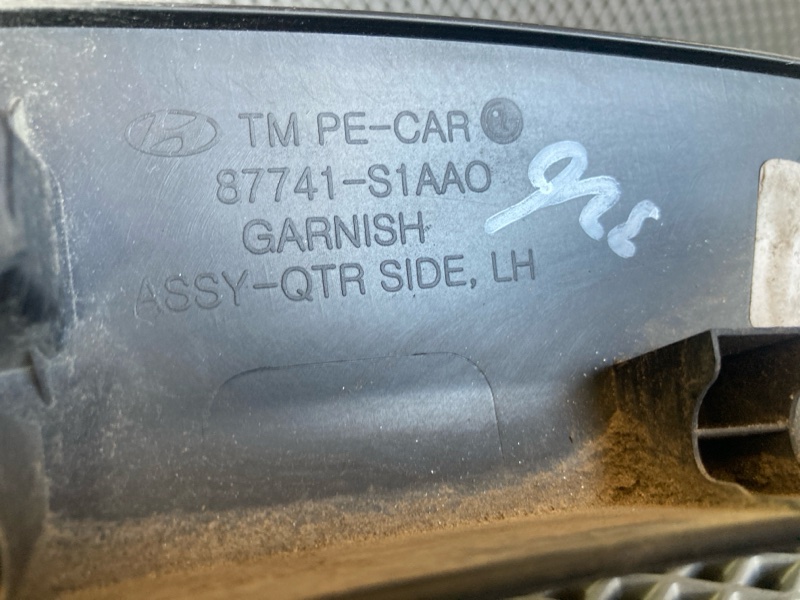 TM PE-CAR
87741-S1AA0
GARNISH
ASSY-QTR SIDE, LH